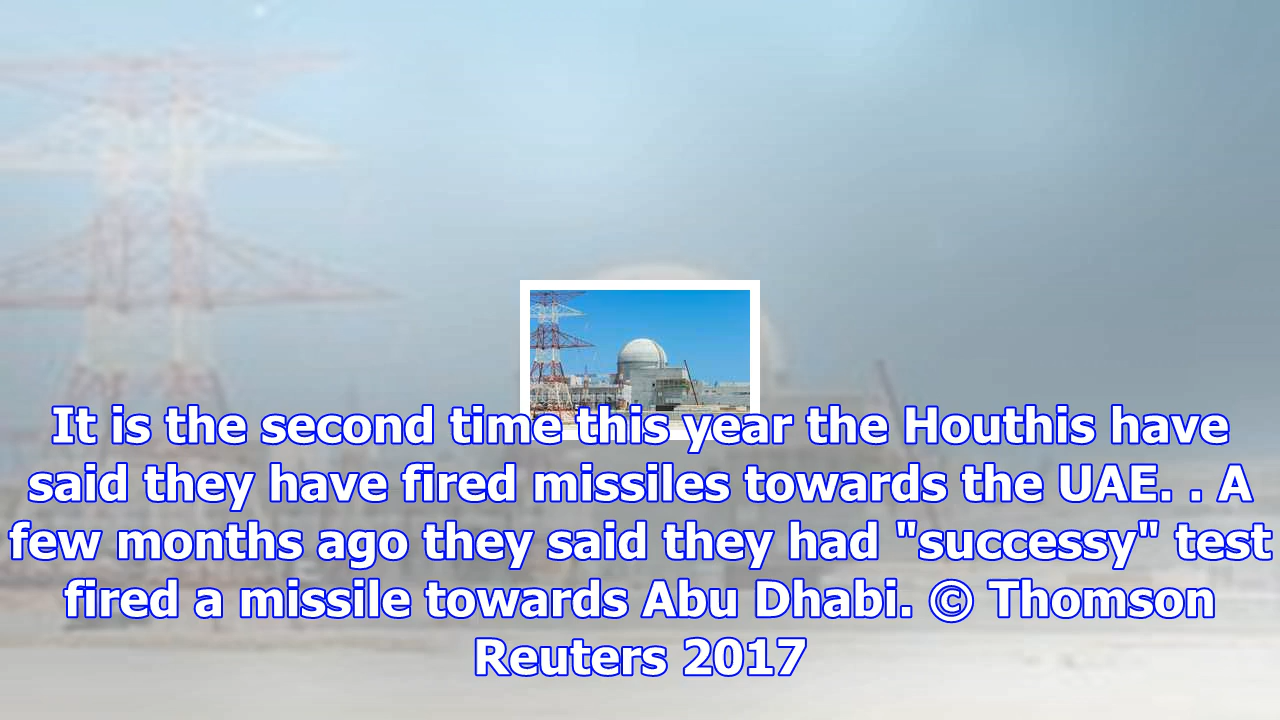 It is the second time this year the Houthis have
said they have fired missiles towards the UAE. . A
few months ago they said they had "successy" test
fired a missile towards Abu Dhabi. © Thomson
Reuters 2017